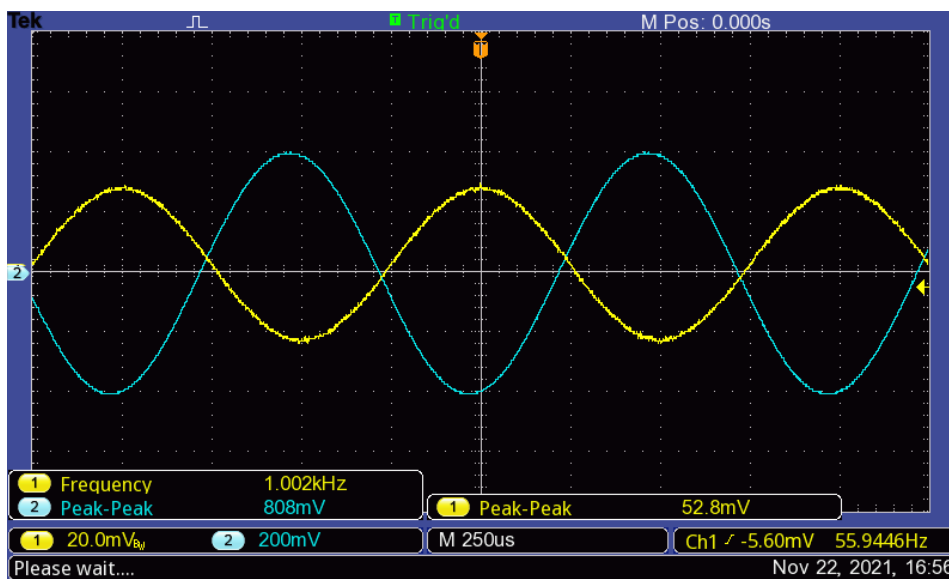 Tek T Trig'd M Pos: 0.000s
T
2
1 Frequency 1.002kHz
2 Peak-Peak 808mV 1 Peak-Peak 52.8mV
1 20.0mVBW 2 200mV M 250us Ch1 -5.60mV 55.9446Hz
Please wait.... Nov 22, 2021, 16:56